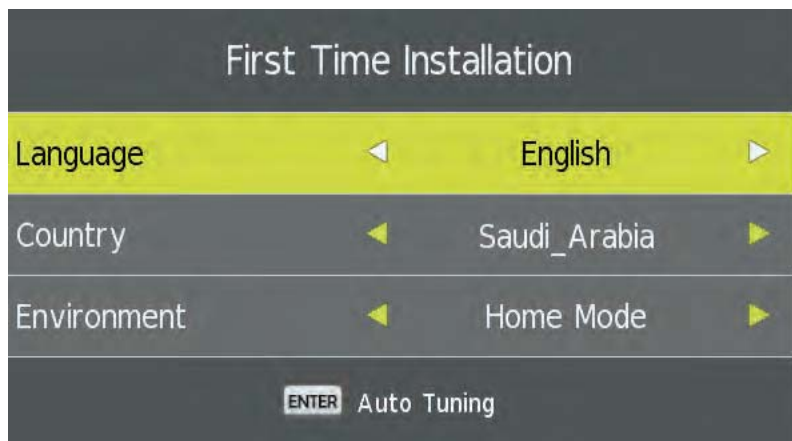 First Time Installation
Language English
Country Saudi_Arabia
Environment Home Mode
ENTER Auto Tuning